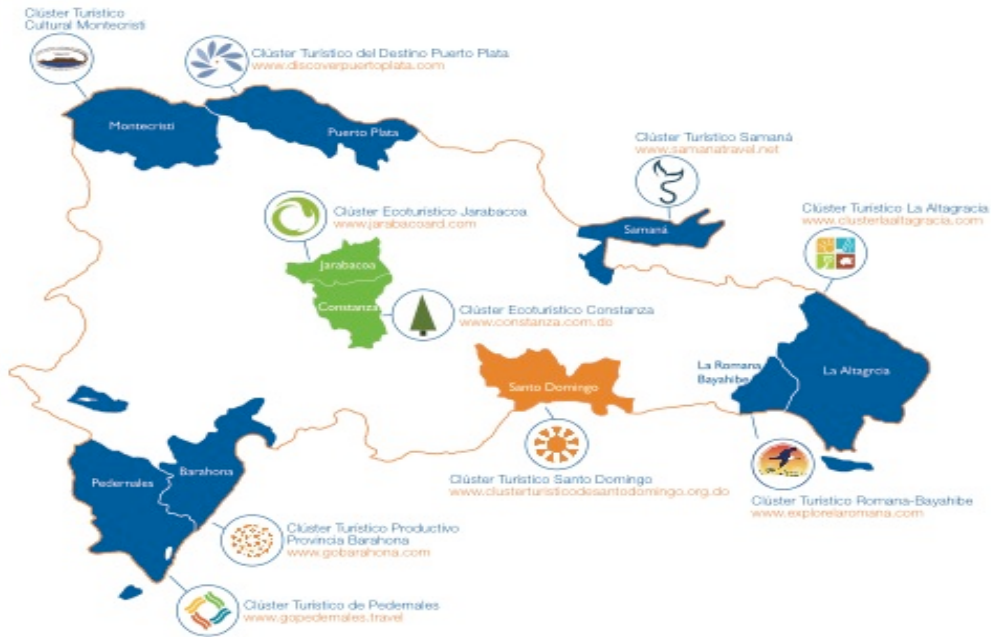 Clúster Turístico
Cultural Montecristi
Clúster Turístico del Destino Puerto Plata
www.discoverpuertoplata.com
Montecristi
Puerto Plata
Clúster Turístico Samaná
www.samanatravel.net
Samaná
Clúster Ecoturístico Jarabacoa
www.jarabacoard.com
Clúster Turístico La Altagracia
www.clusterlaaltagracia.com
Jarabacoa
Constanza
Clúster Ecoturístico Constanza
www.constanza.com.do
La Romana
Bayahibe
La Altagrcia
Santo Domingo
Barahona
Pedernales
Clúster Turístico Santo Domingo
www.clusterturisticodesantodomingo.org.do
Clúster Turístico Romana-Bayahibe
www.explorelaromana.com
Clúster Turístico Productivo
Provincia Barahona
www.gobarahona.com
Clúster Turístico de Pedernales
www.gopedernales.travel